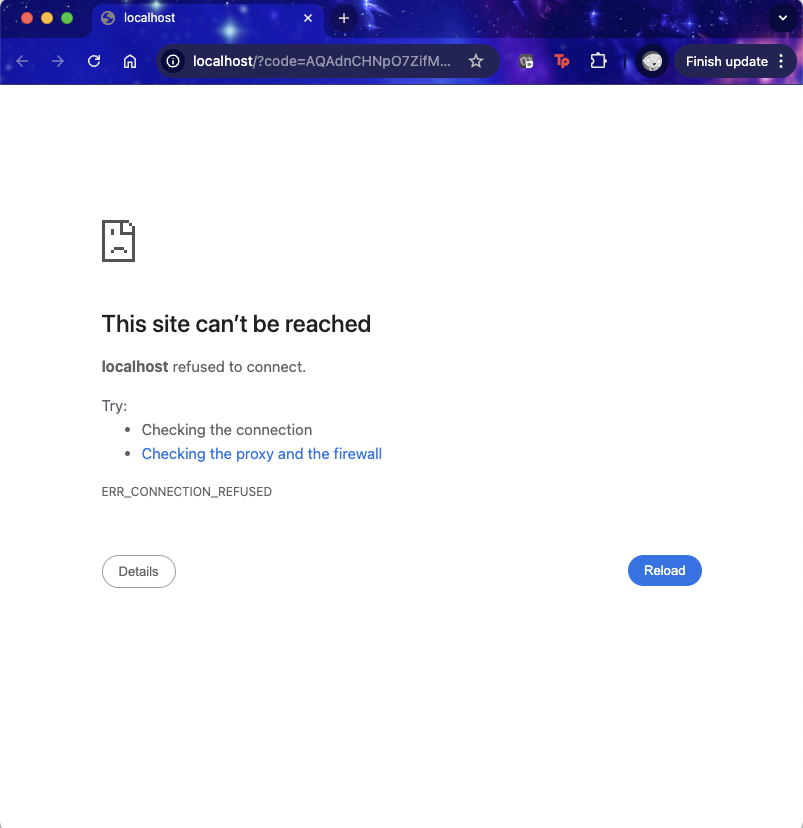 localhost
localhost/?code=AQAdnCHNpO7ZifM...
Tp
Finish update
This site can’t be reached
localhost refused to connect.
Try:
• Checking the connection
• Checking the proxy and the firewall
ERR_CONNECTION_REFUSED
Details
Reload